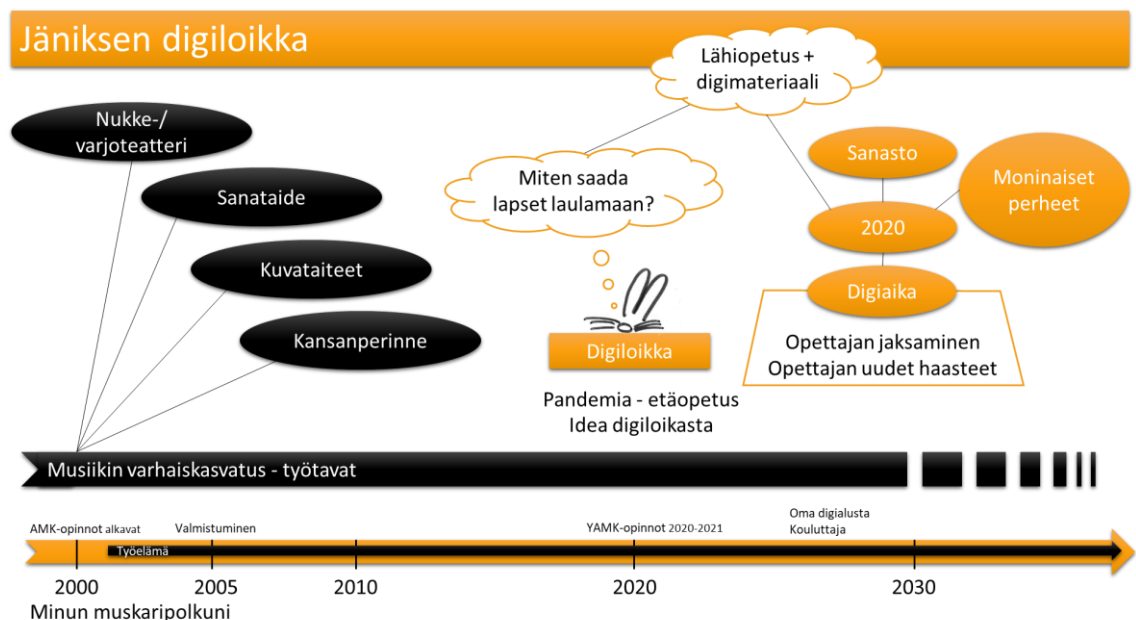 Jäniksen digiloikka
Lähiopetus +
digimateriaali
Nukke-/
varjoteatteri
Sanataide
Kuvataiteet
Kansanperinne
Miten saada
lapset laulamaan?
Sanasto
Moninaiset
perheet
2020
Digiaika
Opettajan jaksaminen
Opettajan uudet haasteet
Digiloikka
Pandemia - etäopetus
Idea digiloikasta
Musiikin varhaiskasvatus - työtavat
AMK-opinnot alkavat
Valmistuminen
YAMK-opinnot 2020-2021
Oma digialusta
Kouluttaja
Työelämä
2000
2005
2010
2020
2030
Minun muskaripolkuni